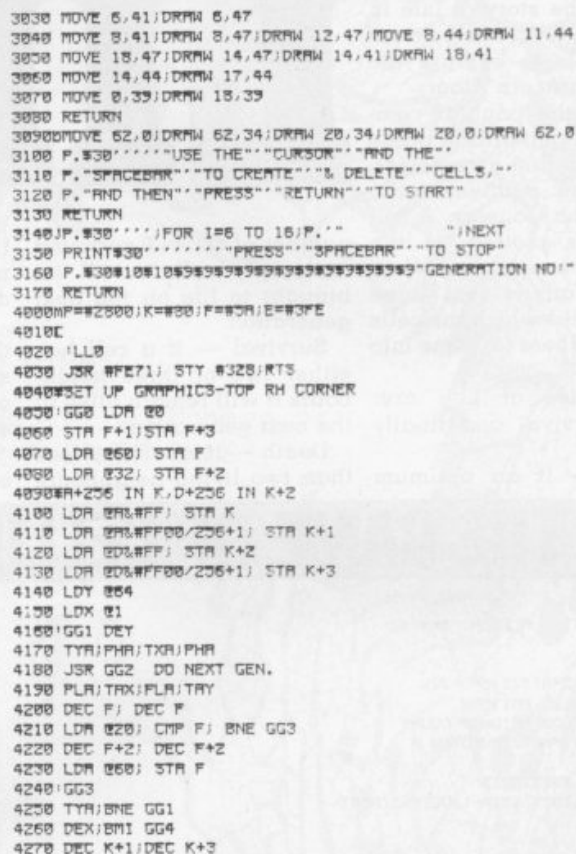 3030 MOVE 6,41;DRAW 6,47
3040 MOVE 8,41;DRAW 8,47;DRAW 12,47;MOVE 8,44;DRAW 11,44
3050 MOVE 18,47;DRAW 14,47;DRAW 14,41;DRAW 18,41
3060 MOVE 14,44;DRAW 17,44
3070 MOVE 0,39;DRAW 18,39
3080 RETURN
3090bMOVE 62,0;DRAW 62,34;DRAW 20,34;DRAW 20,0;DRAW 62,0
3100 P.$30''''''"USE THE"'"CURSOR"'"AND THE"'
3110 P."SPACEBAR"'"TO CREATE"'"& DELETE"'"CELLS,"'
3120 P."AND THEN"'"PRESS"'"RETURN"'"TO START"
3130 RETURN
3140JP.$30'''';FOR I=6 TO 16;P.'"           ";NEXT
3150 PRINT$30''''''''"PRESS"'"SPACEBAR"'"TO STOP"
3160 P.$30$10$10$9$9$9$9$9$9$9$9$9$9$9$9$9"GENERATION NO:"
3170 RETURN
4000mP=#2800;K=#80;F=#5A;E=#3FE
4010[
4020 :LL0
4030 JSR #FE71; STY #328;RTS
4040#SET UP GRAPHICS-TOP RH CORNER
4050:GG0 LDA @0
4060 STA F+1;STA F+3
4070 LDA @60; STA F
4080 LDA @32; STA F+2
4090#A+256 IN K,D+256 IN K+2
4100 LDA @A&#FF; STA K
4110 LDA @A&#FF00/256+1; STA K+1
4120 LDA @D&#FF; STA K+2
4130 LDA @D&#FF00/256+1; STA K+3
4140 LDY @64
4150 LDX @1
4160:GG1 DEY
4170 TYA;PHA;TXA;PHA
4180 JSR GG2  DO NEXT GEN.
4190 PLA;TAX;PLA;TAY
4200 DEC F; DEC F
4210 LDA @20; CMP F; BNE GG3
4220 DEC F+2; DEC F+2
4230 LDA @60; STA F
4240:GG3
4250 TYA;BNE GG1
4260 DEX;BMI GG4
4270 DEC K+1;DEC K+3